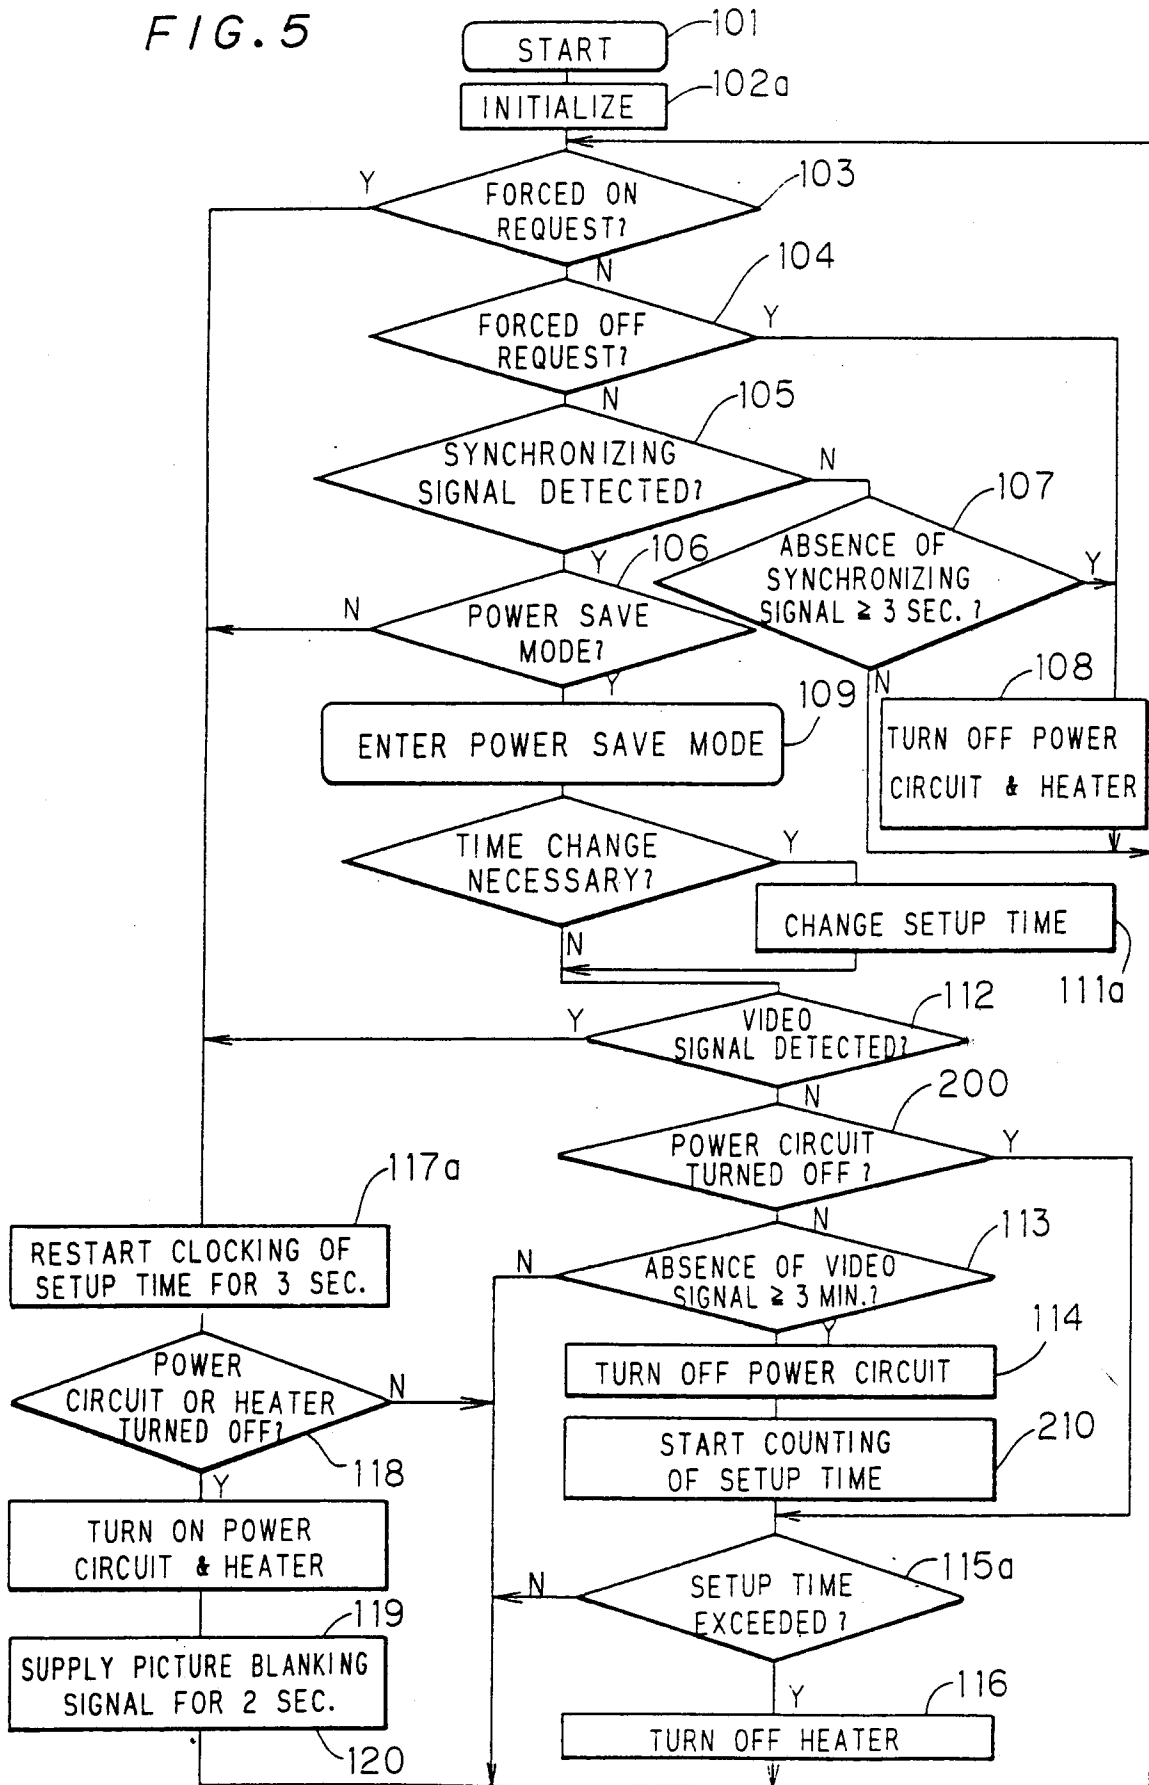 FIG.5
START
101
INITIALIZE
102a
Y
FORCED ON
REQUEST?
103
N
104
FORCED OFF
REQUEST?
Y
N
105
SYNCHRONIZING
SIGNAL DETECTED?
N
107
ABSENCE OF
SYNCHRONIZING
SIGNAL ≧ 3 SEC. ?
Y
N
Y
106
POWER SAVE
MODE?
N
Y
108
TURN OFF POWER
CIRCUIT & HEATER
109
ENTER POWER SAVE MODE
TIME CHANGE
NECESSARY?
Y
N
CHANGE SETUP TIME
111a
112
VIDEO
SIGNAL DETECTED?
Y
N
200
POWER CIRCUIT
TURNED OFF ?
Y
N
113
ABSENCE OF VIDEO
SIGNAL ≧ 3 MIN.?
N
Y
114
TURN OFF POWER CIRCUIT
START COUNTING
OF SETUP TIME
210
SETUP TIME
EXCEEDED ?
115a
N
Y
116
TURN OFF HEATER
117a
RESTART CLOCKING OF
SETUP TIME FOR 3 SEC.
POWER
CIRCUIT OR HEATER
TURNED OFF?
N
118
Y
TURN ON POWER
CIRCUIT & HEATER
119
SUPPLY PICTURE BLANKING
SIGNAL FOR 2 SEC.
120